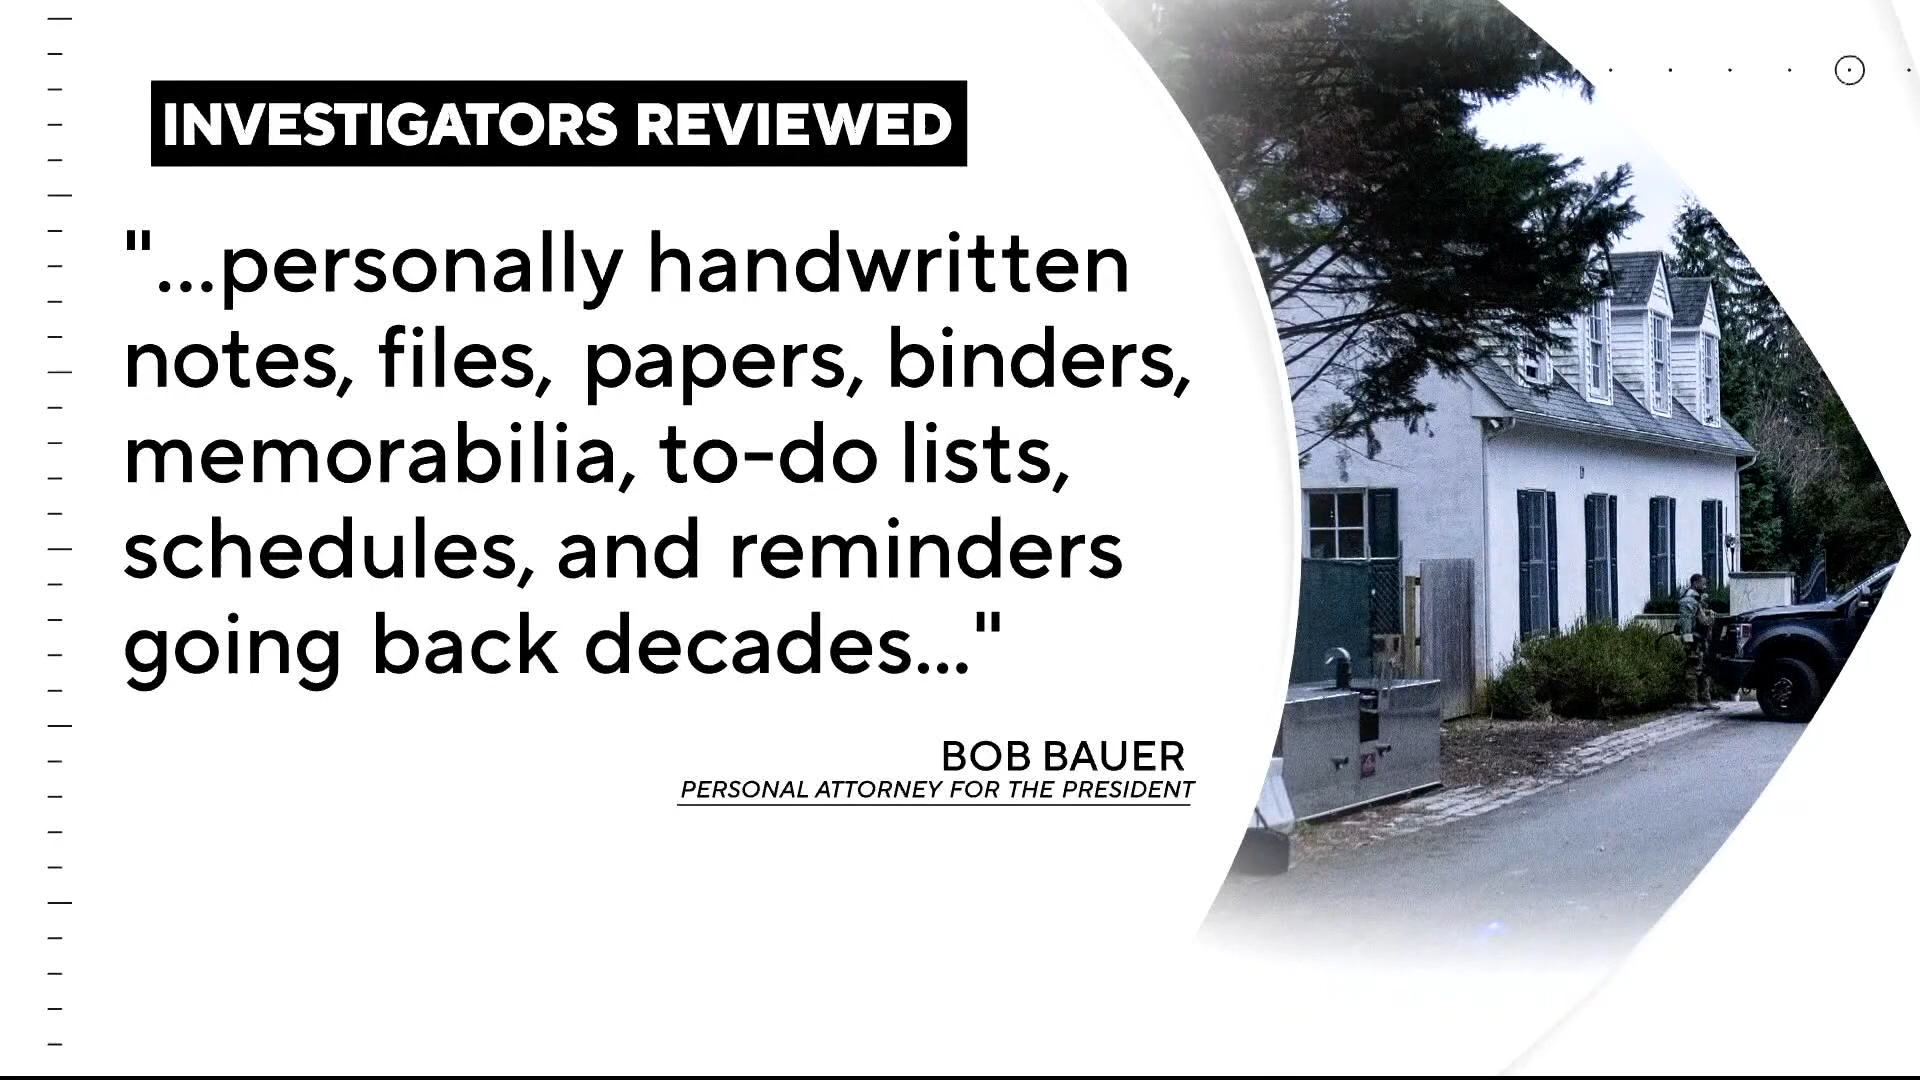 INVESTIGATORS REVIEWED
"...personally handwritten
notes, files, papers, binders,
memorabilia, to-do lists,
schedules, and reminders
going back decades..."
BOB BAUER
PERSONAL ATTORNEY FOR THE PRESIDENT